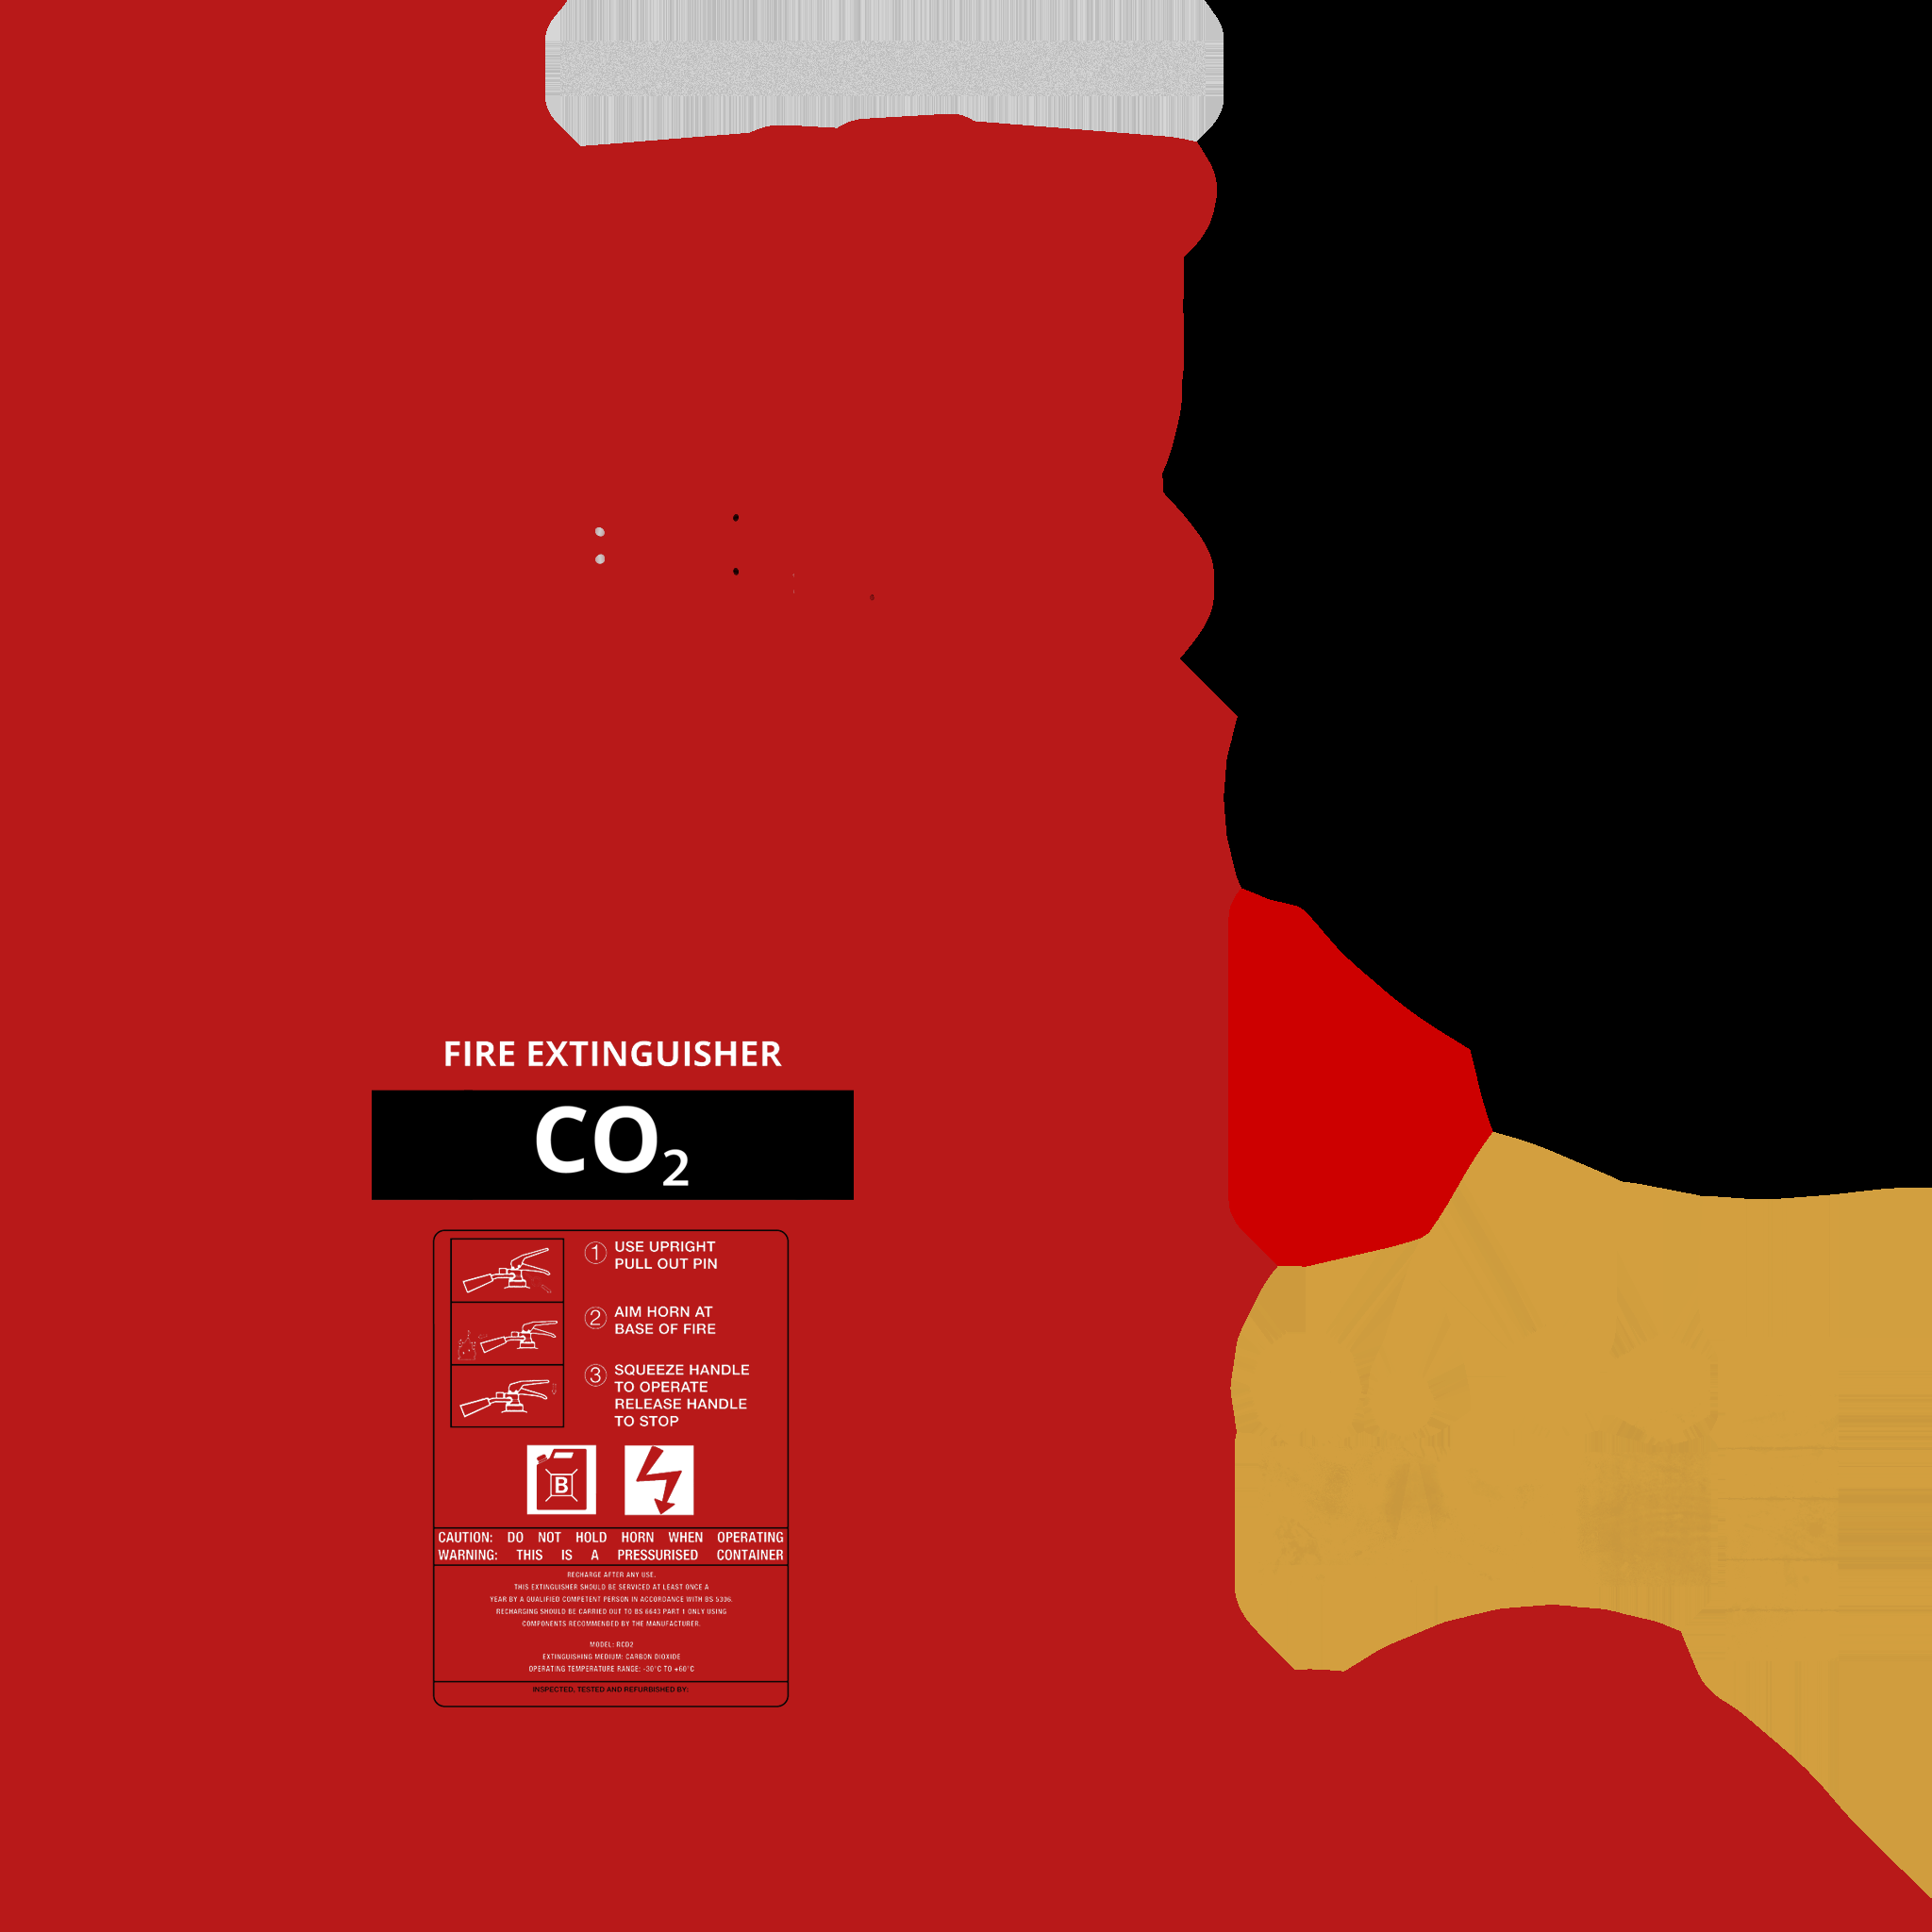 FIRE EXTINGUISHER
CO₂
1 USE UPRIGHT
PULL OUT PIN
2 AIM HORN AT
BASE OF FIRE
3 SQUEEZE HANDLE
TO OPERATE
RELEASE HANDLE
TO STOP
B
CAUTION: DO NOT HOLD HORN WHEN OPERATING
WARNING: THIS IS A PRESSURISED CONTAINER
RECHARGE AFTER ANY USE.
THIS EXTINGUISHER SHOULD BE SERVICED AT LEAST ONCE A
YEAR BY A QUALIFIED COMPETENT PERSON IN ACCORDANCE WITH BS 5306.
RECHARGING SHOULD BE CARRIED OUT TO BS 6643 PART 1 ONLY USING
COMPONENTS RECOMMENDED BY THE MANUFACTURER.
MODEL: RCD2
EXTINGUISHING MEDIUM: CARBON DIOXIDE
OPERATING TEMPERATURE RANGE: -30°C TO +60°C
INSPECTED, TESTED AND REFURBISHED BY: